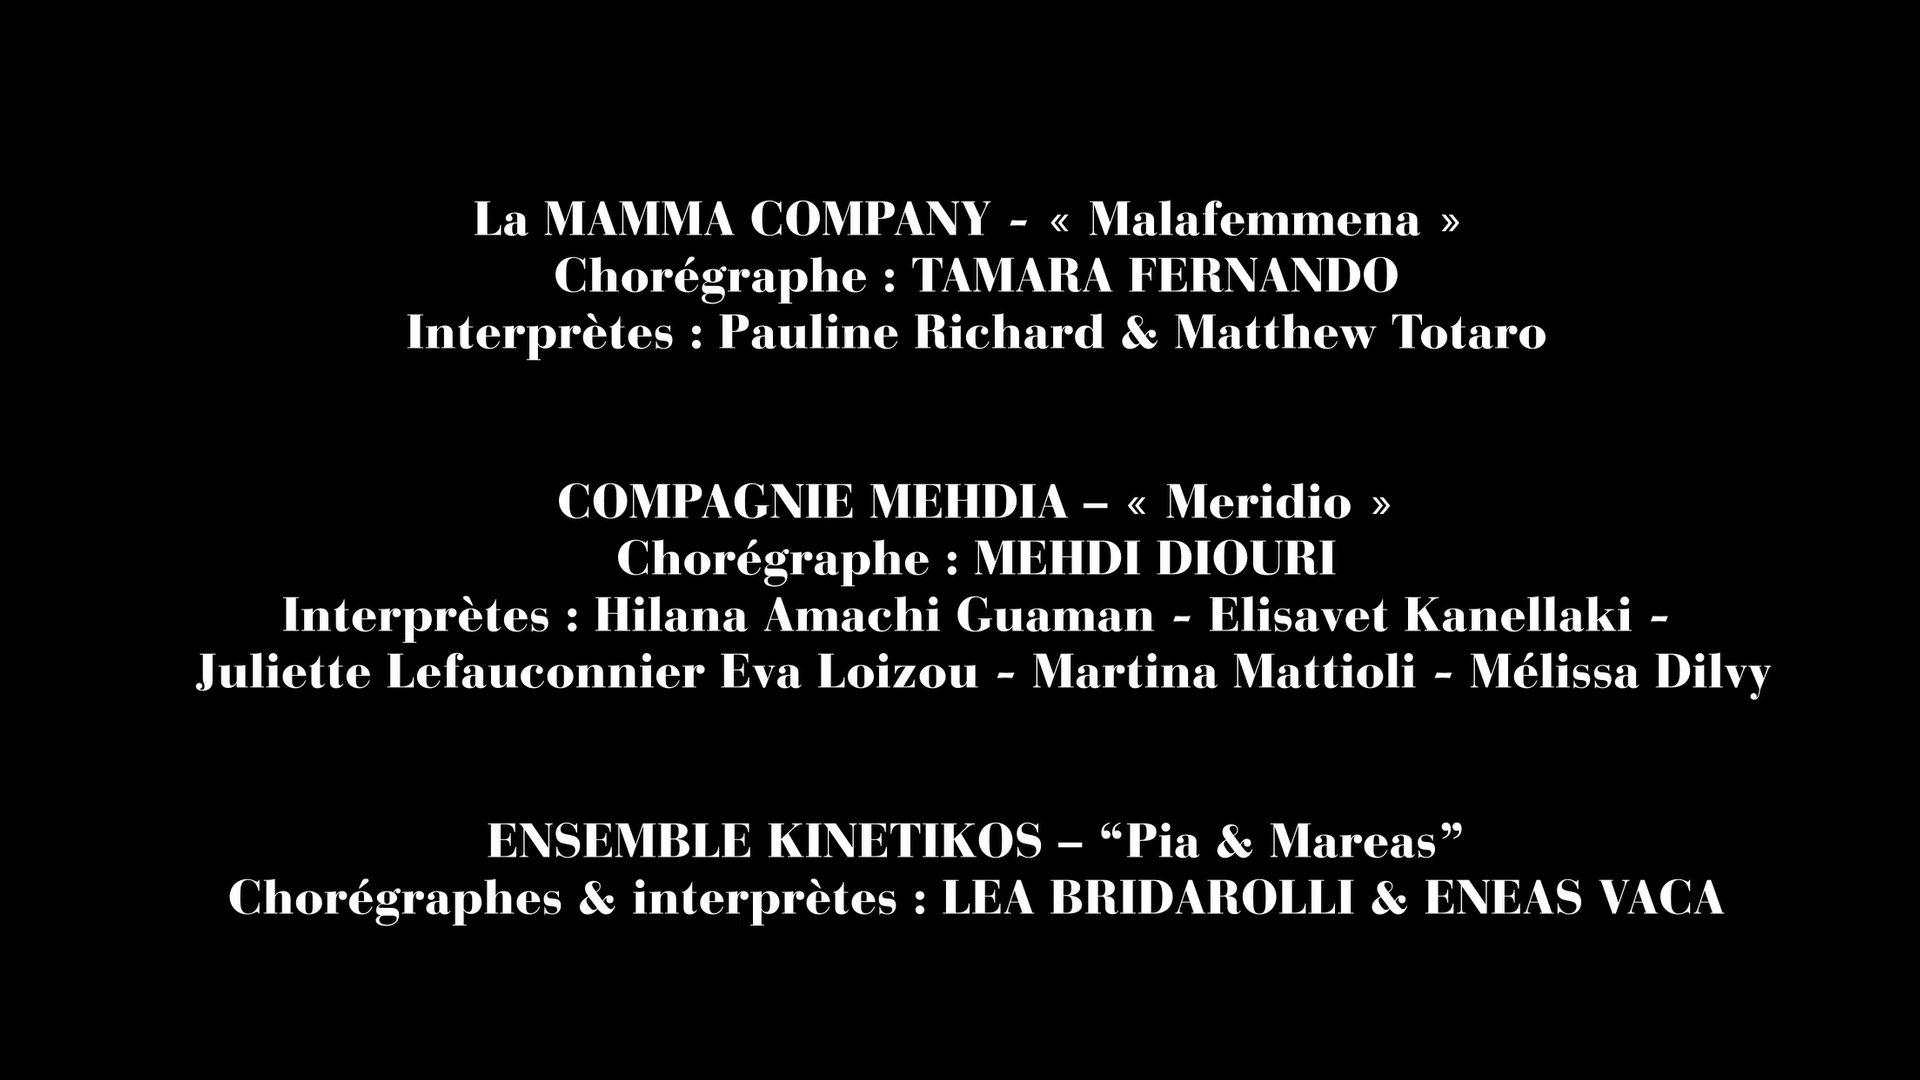 La MAMMA COMPANY - « Malafemmena »
Chorégraphe : TAMARA FERNANDO
Interprètes : Pauline Richard & Matthew Totaro
COMPAGNIE MEHDIA – « Meridio »
Chorégraphe : MEHDI DIOURI
Interprètes : Hilana Amachi Guaman - Elisavet Kanellaki -
Juliette Lefauconnier Eva Loizou - Martina Mattioli - Mélissa Dilvy
ENSEMBLE KINETIKOS – “Pia & Mareas”
Chorégraphes & interprètes : LEA BRIDAROLLI & ENEAS VACA